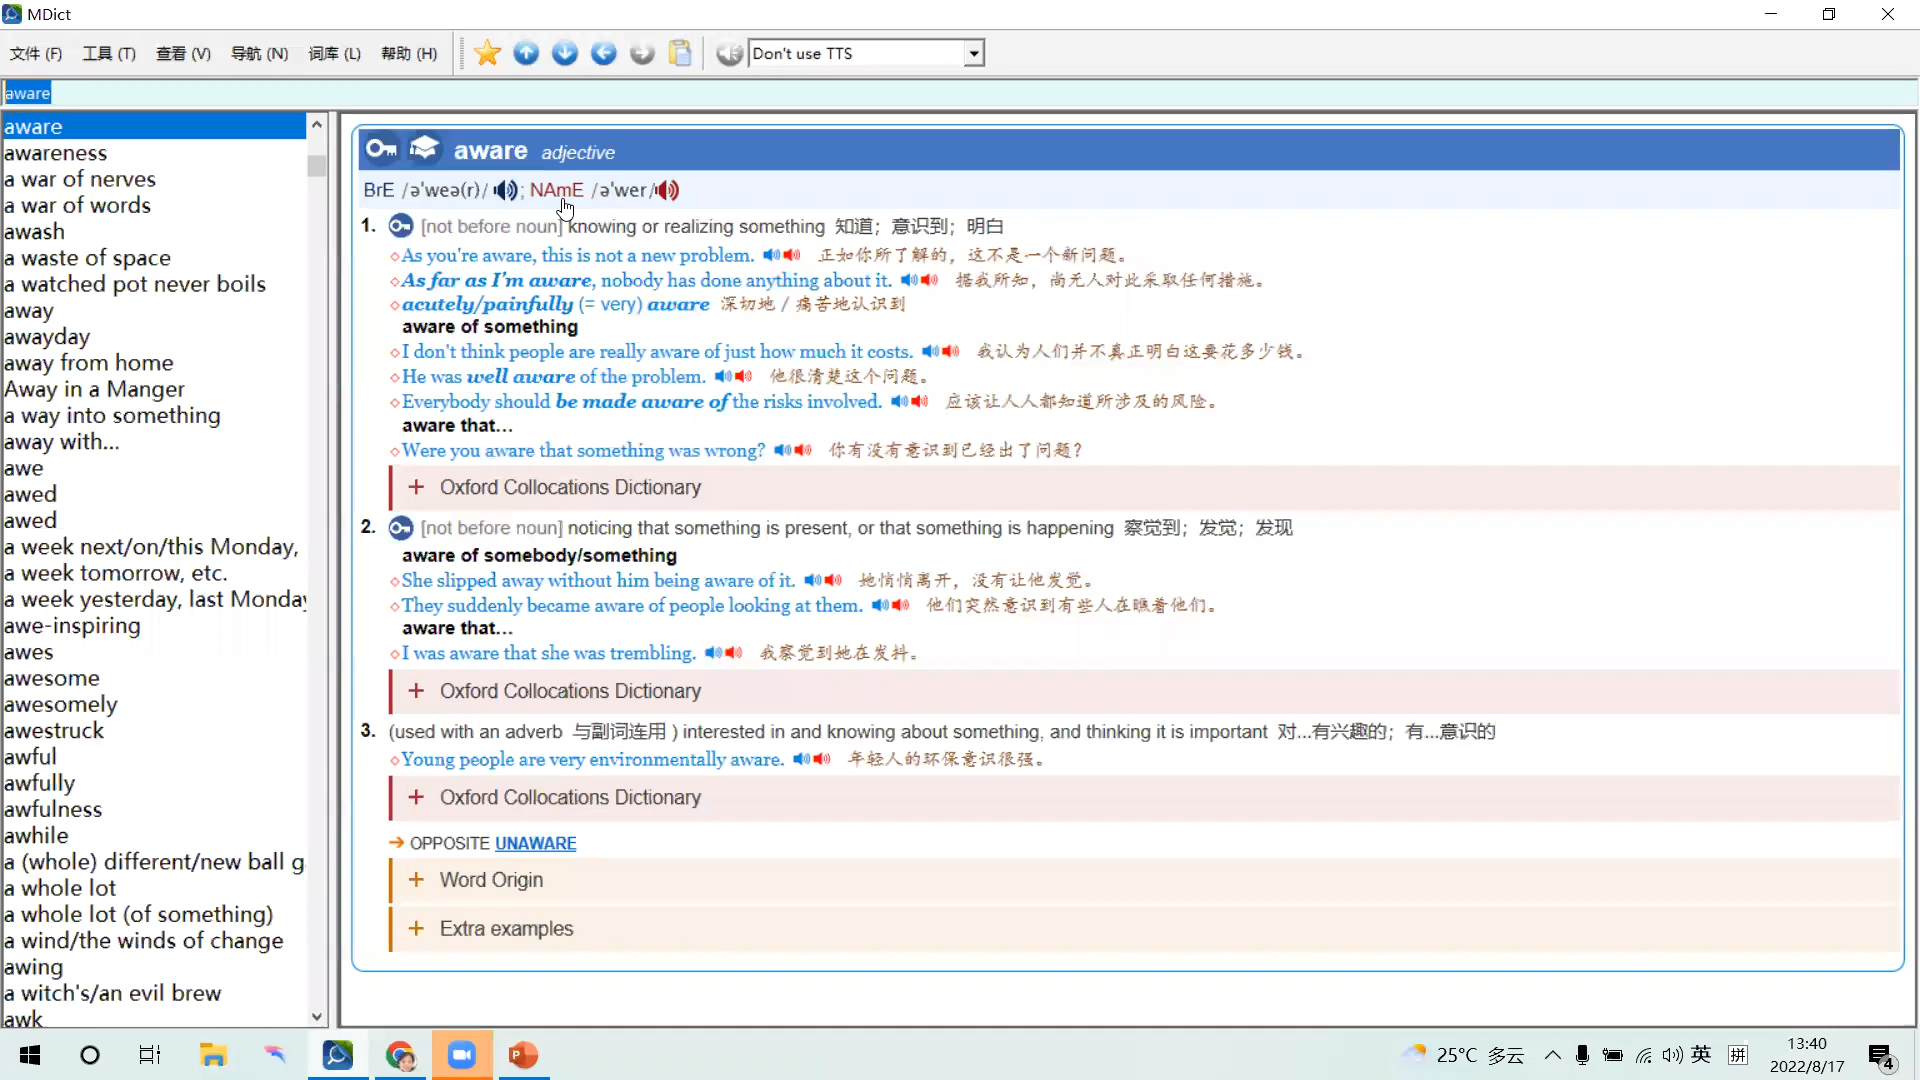 MDict
文件 (F) 工具 (T) 查看 (V) 导航 (N) 词库 (L) 帮助 (H) Don't use TTS
aware
aware
awareness
a war of nerves
a war of words
awash
a waste of space
a watched pot never boils
away
awayday
away from home
Away in a Manger
a way into something
away with...
awe
awed
awed
a week next/on/this Monday,
a week tomorrow, etc.
a week yesterday, last Monday
awe-inspiring
awes
awesome
awesomely
awestruck
awful
awfully
awfulness
awhile
a (whole) different/new ball g
a whole lot
a whole lot (of something)
a wind/the winds of change
awing
a witch's/an evil brew
awk
aware adjective
BrE /əˈweə(r)/ ; NAmE /əˈwer/
1. [not before noun] knowing or realizing something 知道；意识到；明白
As you're aware, this is not a new problem. 正如你所了解的，这不是一个新问题。
As far as I'm aware, nobody has done anything about it. 据我所知，尚无人对此采取任何措施。
acutely/painfully (= very) aware 深切地 / 痛苦地认识到
aware of something
I don't think people are really aware of just how much it costs. 我认为人们并不真正明白这要花多少钱。
He was well aware of the problem. 他很清楚这个问题。
Everybody should be made aware of the risks involved. 应该让人人都知道所涉及的风险。
aware that…
Were you aware that something was wrong? 你有没有意识到已经出了问题？
+ Oxford Collocations Dictionary
2. [not before noun] noticing that something is present, or that something is happening 察觉到；发觉；发现
aware of somebody/something
She slipped away without him being aware of it. 她悄悄离开，没有让他发觉。
They suddenly became aware of people looking at them. 他们突然意识到有些人在瞧着他们。
aware that…
I was aware that she was trembling. 我察觉到她在发抖。
+ Oxford Collocations Dictionary
3. (used with an adverb 与副词连用 ) interested in and knowing about something, and thinking it is important 对…有兴趣的；有…意识的
Young people are very environmentally aware. 年轻人的环保意识很强。
+ Oxford Collocations Dictionary
→ OPPOSITE UNAWARE
+ Word Origin
+ Extra examples
25°C 多云 英 拼 13:40
2022/8/17 4